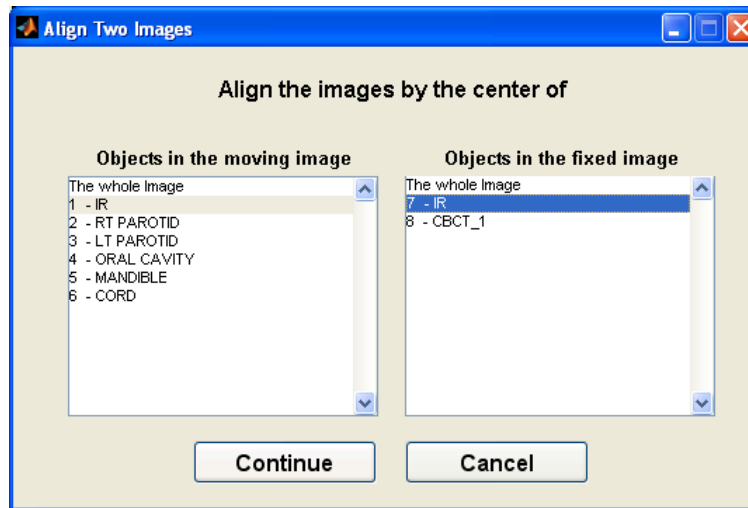 Align Two Images
Align the images by the center of
Objects in the moving image
The whole Image
1 - IR
2 - RT PAROTID
3 - LT PAROTID
4 - ORAL CAVITY
5 - MANDIBLE
6 - CORD
Objects in the fixed image
The whole Image
7 - IR
8 - CBCT_1
Continue
Cancel